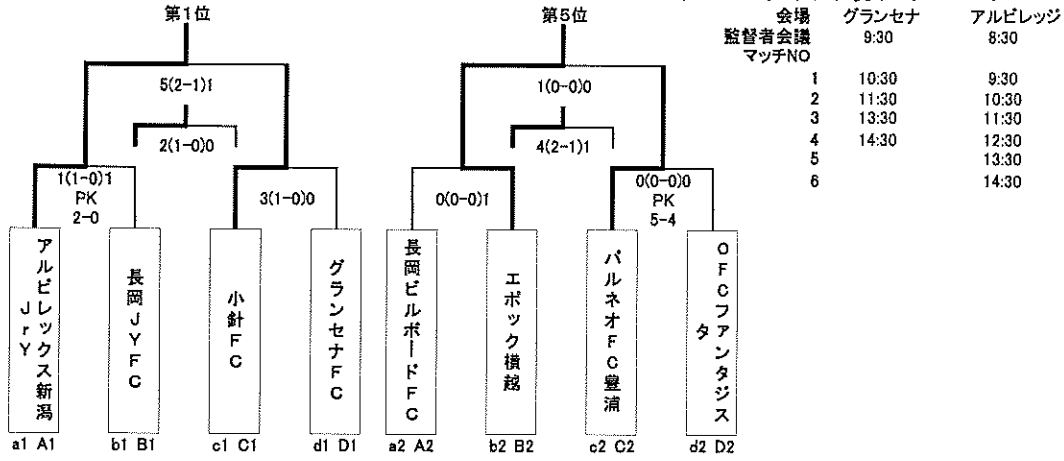 第1位
第5位
会場 グランセナ アルビレッジ
監督者会議 9:30 8:30
マッチNO
1 10:30 9:30
2 11:30 10:30
3 13:30 11:30
4 14:30 12:30
5 13:30
6 14:30
5(2-1)1
1(0-0)0
2(1-0)0
4(2-1)1
1(1-0)1
PK
2-0
3(1-0)0
0(0-0)1
0(0-0)0
PK
5-4
アルビレックス新潟
JrY
長岡JYFC
小針FC
グランセナFC
長岡ビルボードFC
エポック横越
パルネオFC豊浦
OFCファンタジス
タ
a1 A1
b1 B1
c1 C1
d1 D1
a2 A2
b2 B2
c2 C2
d2 D2